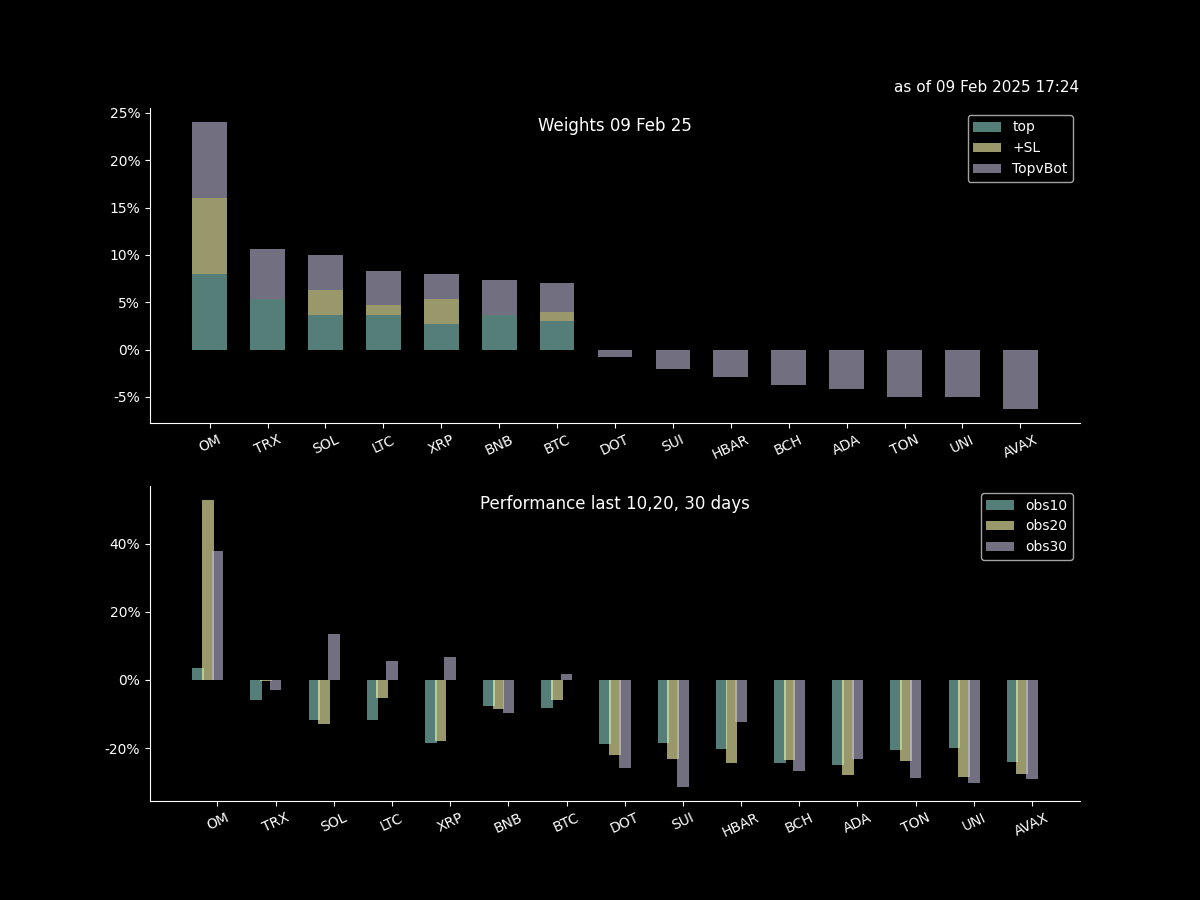 as of 09 Feb 2025 17:24
Weights 09 Feb 25
top
+SL
TopvBot
25%
20%
15%
10%
5%
0%
-5%
OM TRX SOL LTC XRP BNB BTC DOT SUI HBAR BCH ADA TON UNI AVAX
Performance last 10,20, 30 days
obs10
obs20
obs30
40%
20%
0%
-20%
OM TRX SOL LTC XRP BNB BTC DOT SUI HBAR BCH ADA TON UNI AVAX